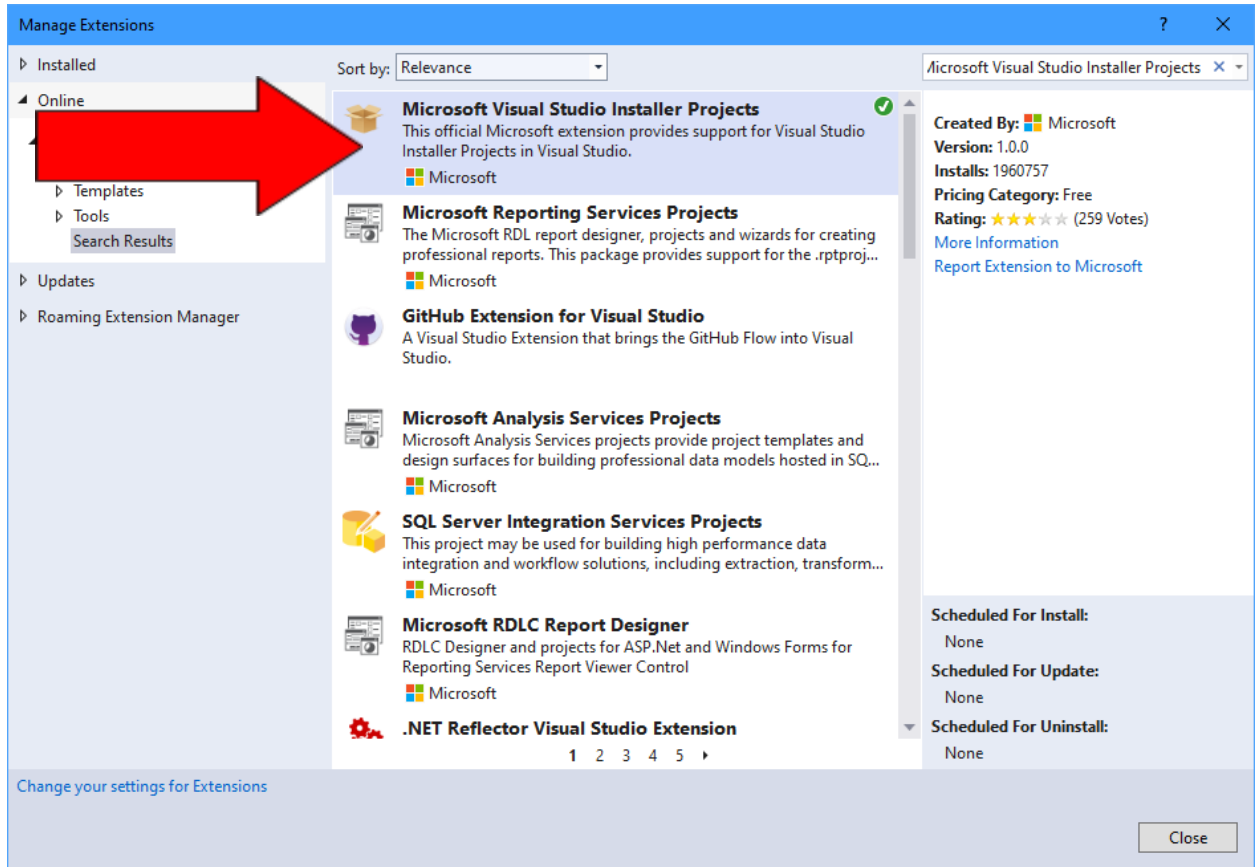 Manage Extensions
?
Installed
Online
Templates
Tools
Search Results
Updates
Roaming Extension Manager
Sort by: Relevance
Microsoft Visual Studio Installer Projects
This official Microsoft extension provides support for Visual Studio
Installer Projects in Visual Studio.
Microsoft
Microsoft Reporting Services Projects
The Microsoft RDL report designer, projects and wizards for creating
professional reports. This package provides support for the .rptproj...
Microsoft
GitHub Extension for Visual Studio
A Visual Studio Extension that brings the GitHub Flow into Visual
Studio.
Microsoft Analysis Services Projects
Microsoft Analysis Services projects provide project templates and
design surfaces for building professional data models hosted in SQ...
Microsoft
SQL Server Integration Services Projects
This project may be used for building high performance data
integration and workflow solutions, including extraction, transform...
Microsoft
Microsoft RDLC Report Designer
RDLC Designer and projects for ASP.Net and Windows Forms for
Reporting Services Report Viewer Control
Microsoft
.NET Reflector Visual Studio Extension
1 2 3 4 5
Microsoft Visual Studio Installer Projects
Created By: Microsoft
Version: 1.0.0
Installs: 1960757
Pricing Category: Free
Rating: (259 Votes)
More Information
Report Extension to Microsoft
Scheduled For Install:
None
Scheduled For Update:
None
Scheduled For Uninstall:
None
Change your settings for Extensions
Close